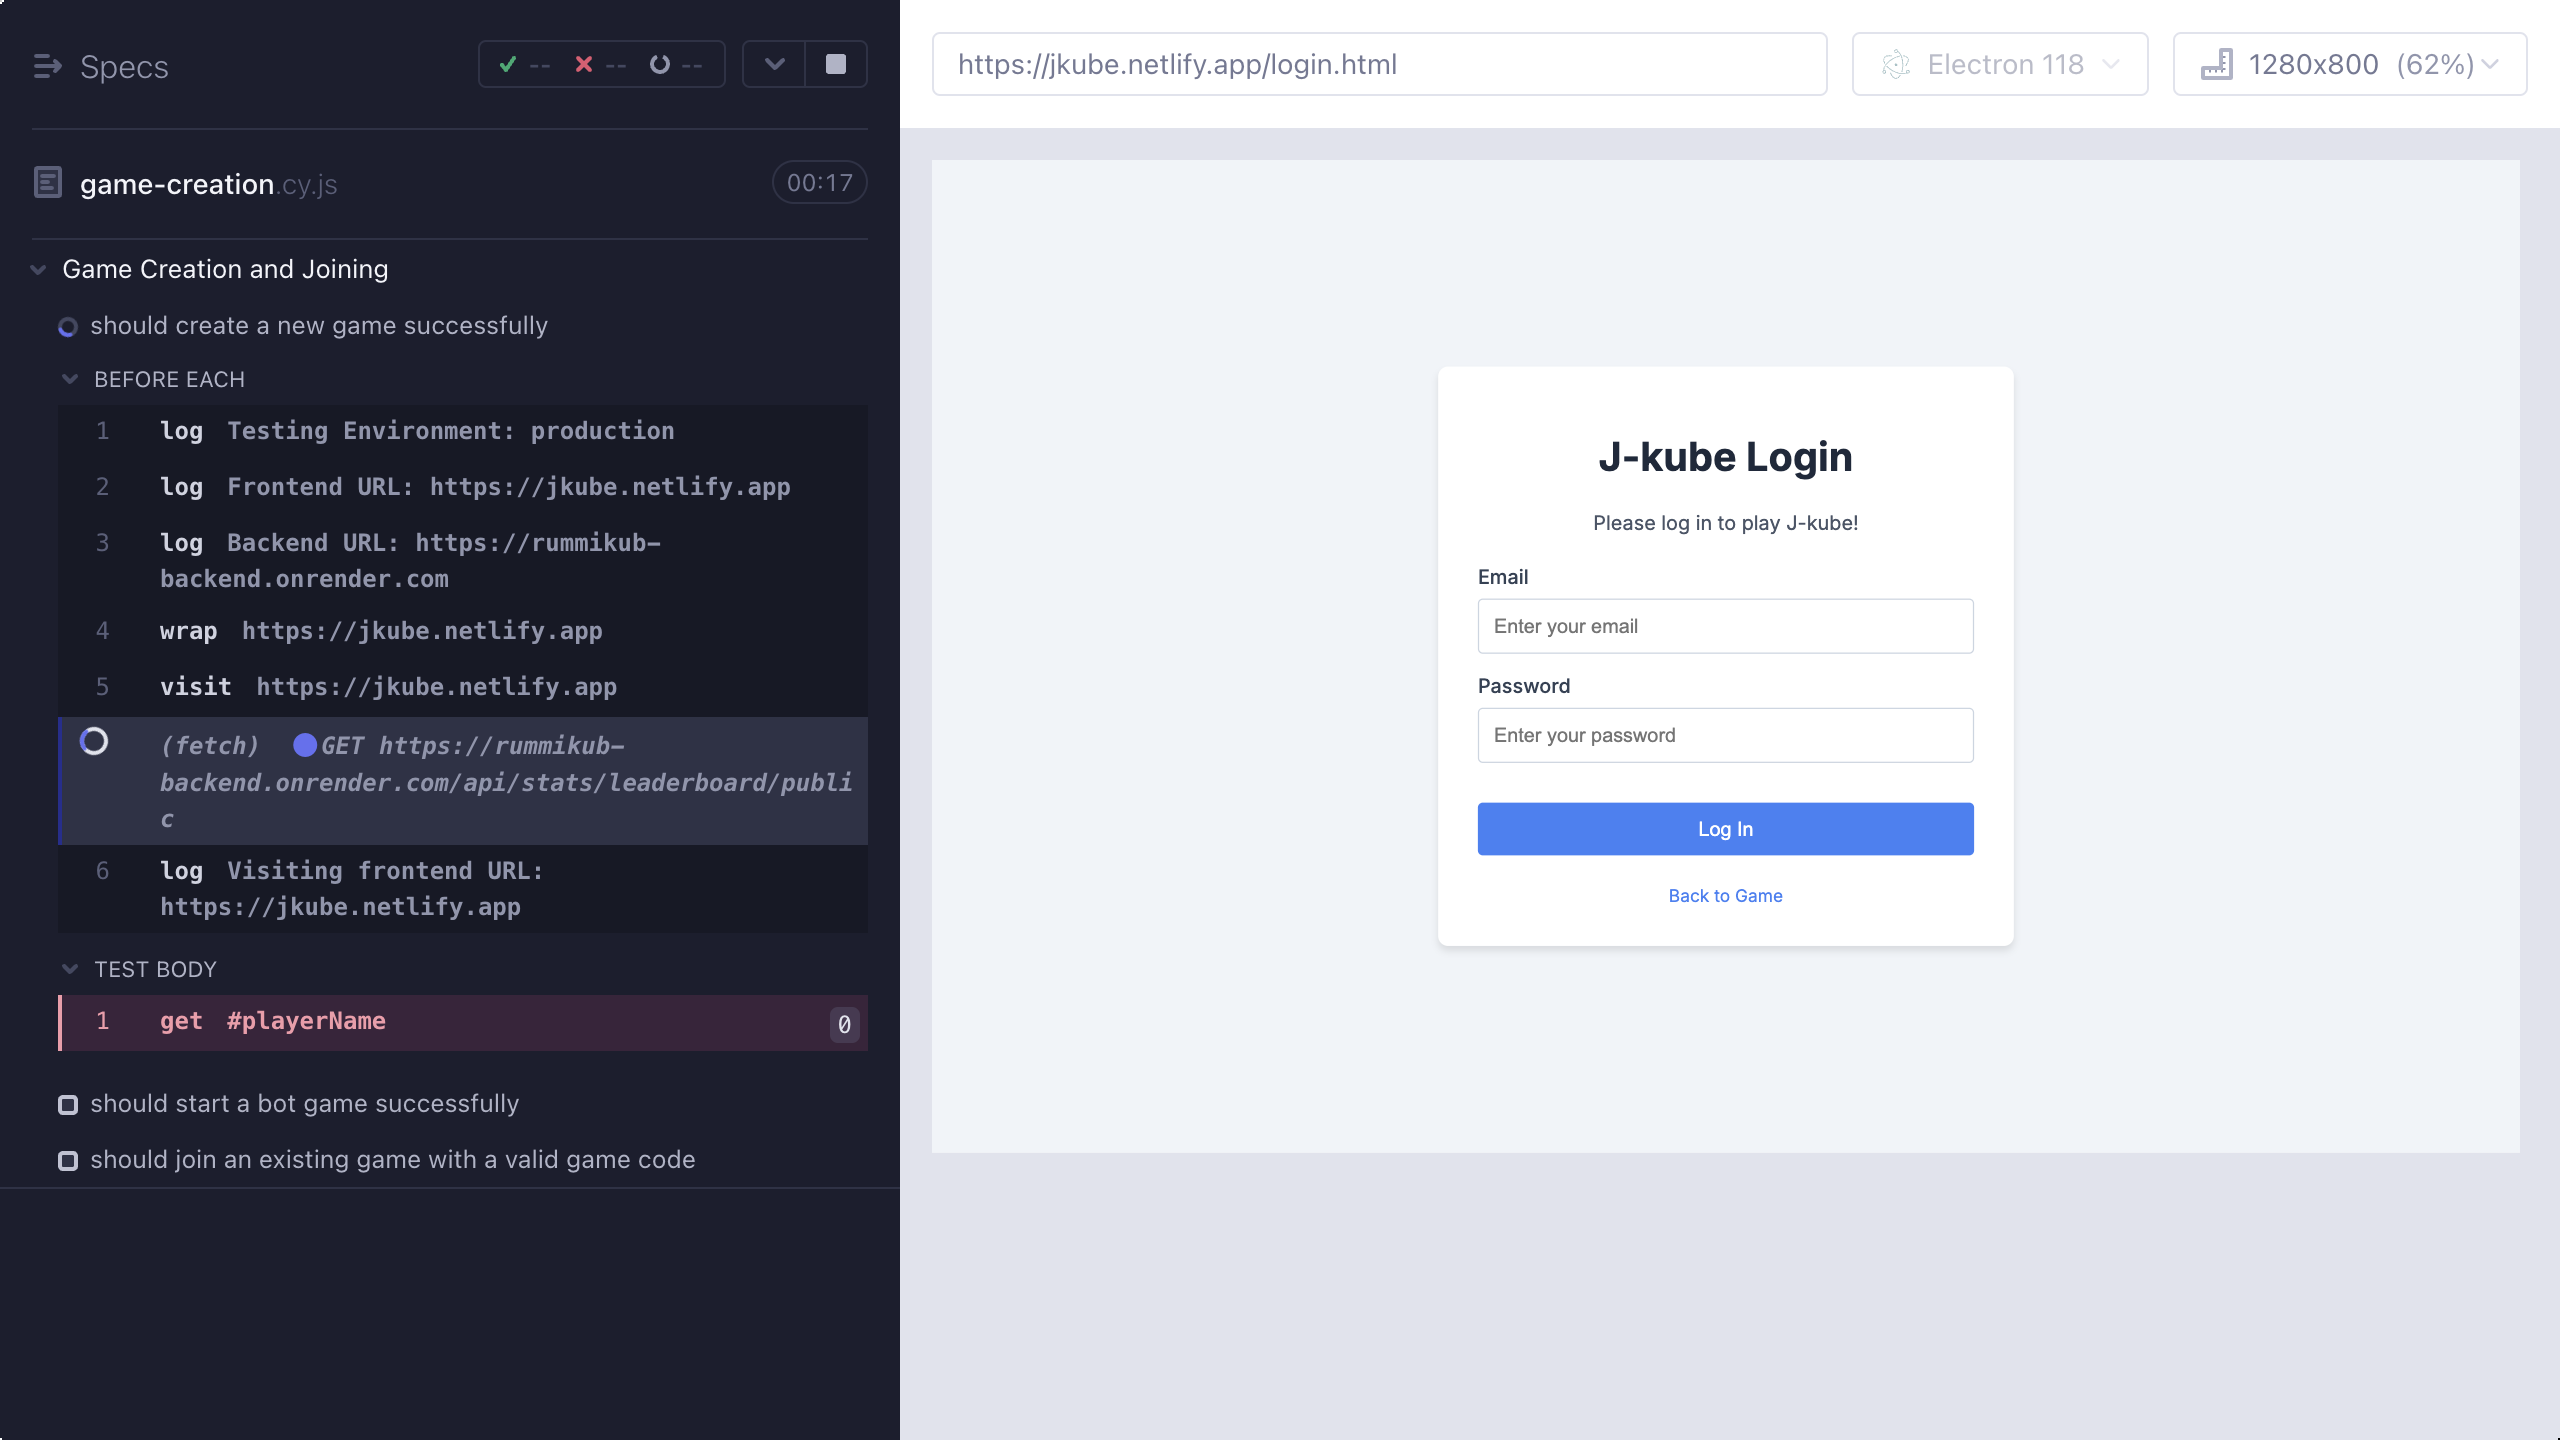 Specs
-- -- --
game-creation.cy.js
00:17
Game Creation and Joining
should create a new game successfully
BEFORE EACH
1 log Testing Environment: production
2 log Frontend URL: https://jkube.netlify.app
3 log Backend URL: https://rummikub-
backend.onrender.com
4 wrap https://jkube.netlify.app
5 visit https://jkube.netlify.app
(fetch) GET https://rummikub-
backend.onrender.com/api/stats/leaderboard/publi
c
6 log Visiting frontend URL:
https://jkube.netlify.app
TEST BODY
1 get #playerName 0
should start a bot game successfully
should join an existing game with a valid game code
https://jkube.netlify.app/login.html
Electron 118
1280x800 (62%)
J-kube Login
Please log in to play J-kube!
Email
Enter your email
Password
Enter your password
Log In
Back to Game